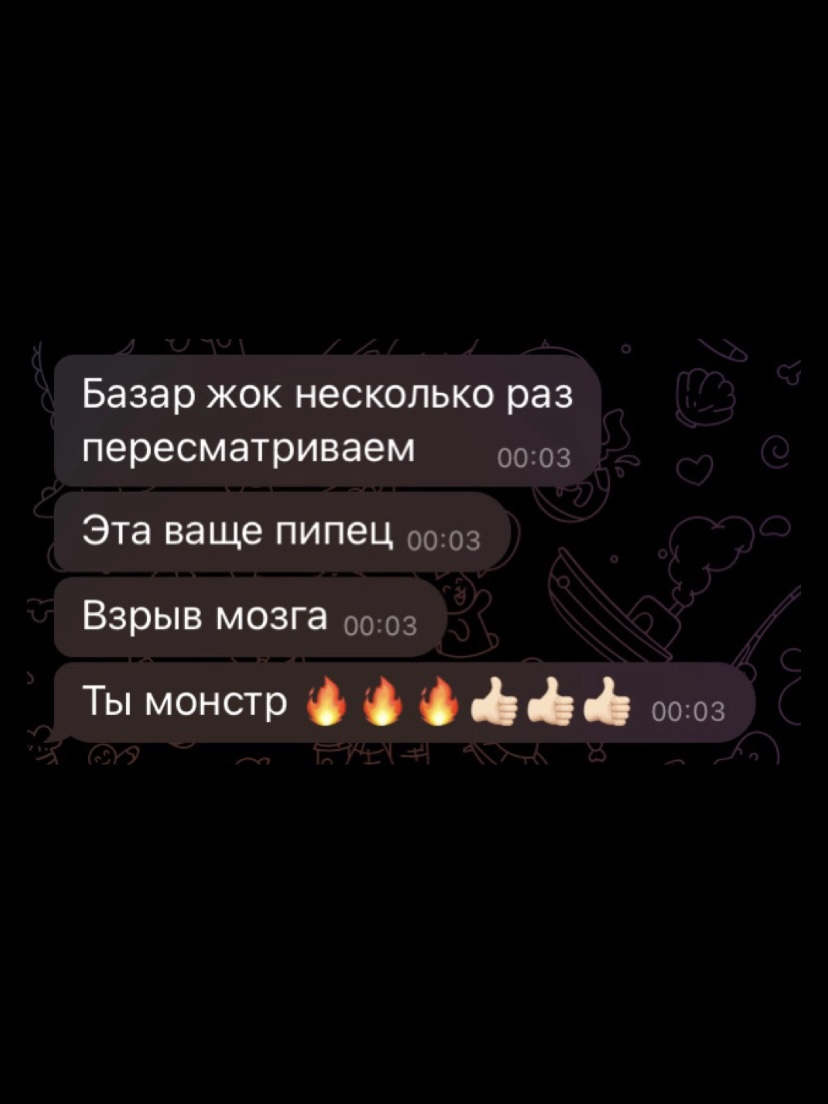 Базар жок несколько раз
пересматриваем 00:03
Эта ваще пипец 00:03
Взрыв мозга 00:03
Ты монстр 🔥🔥🔥👍🏻👍🏻👍🏻 00:03